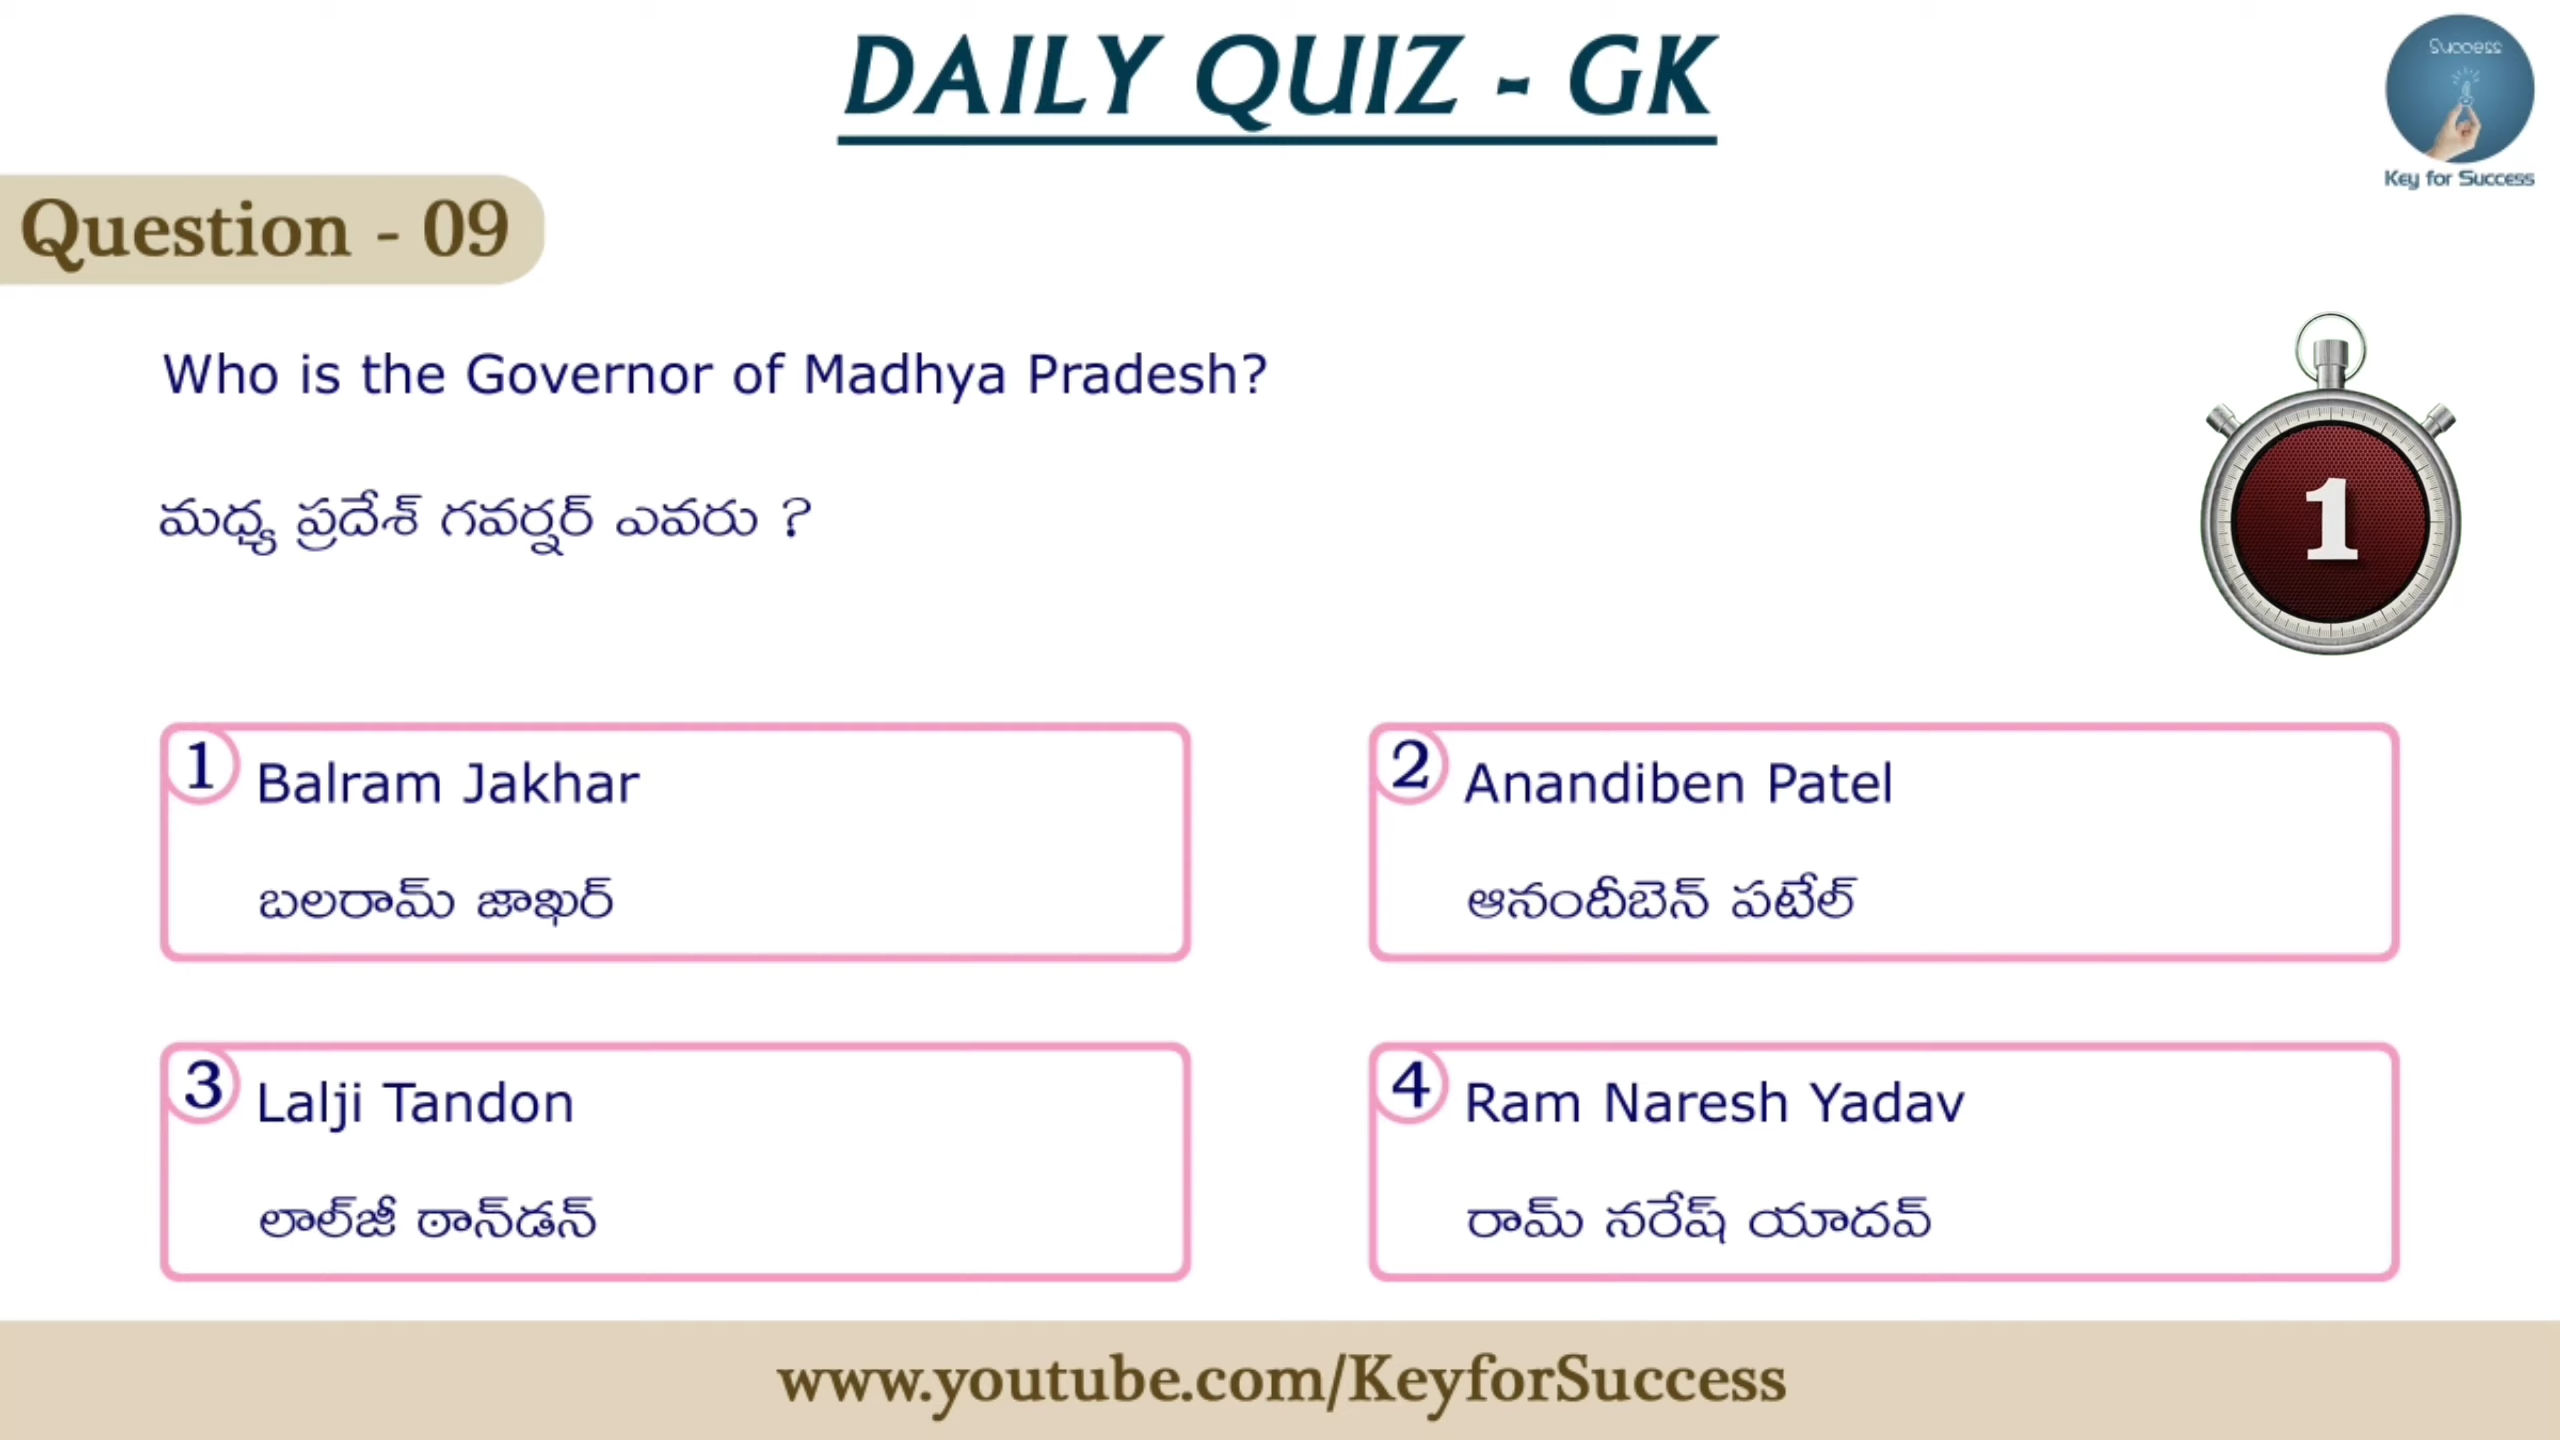 DAILY QUIZ - GK
Success
Key for Success
Question - 09
Who is the Governor of Madhya Pradesh?
మధ్య ప్రదేశ్ గవర్నర్ ఎవరు ?
1
1 Balram Jakhar
బలరామ్ జాఖర్
2 Anandiben Patel
ఆనందీబెన్ పటేల్
3 Lalji Tandon
లాల్‌జీ ఠాన్‌డన్
4 Ram Naresh Yadav
రామ్ నరేష్ యాదవ్
www.youtube.com/KeyforSuccess